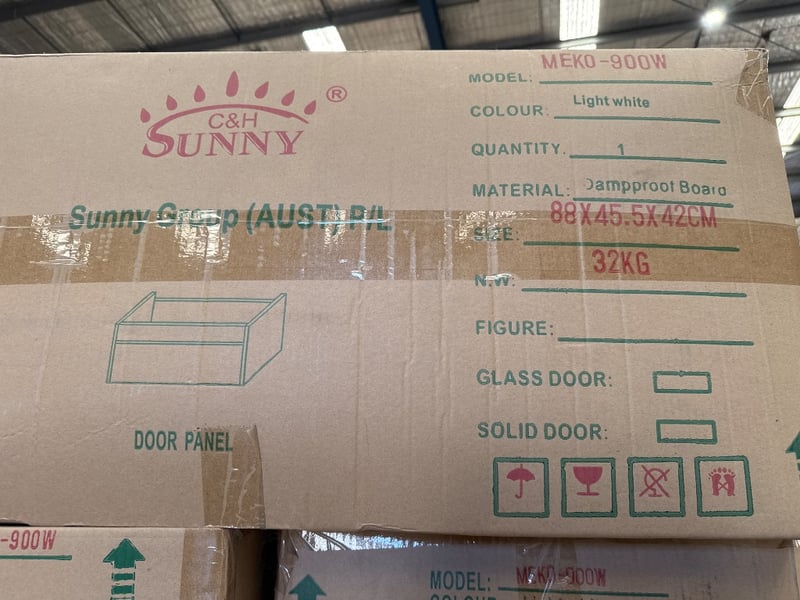 C&H
SUNNY ®
Sunny Group (AUST) P/L
DOOR PANEL
MODEL: MEKO-900W
COLOUR: Light white
QUANTITY. 1
MATERIAL: Dampproof Board
SIZE: 88X45.5X42CM
N.W: 32KG
FIGURE:
GLASS DOOR:
SOLID DOOR:
-900W
MODEL: MEKO-900W